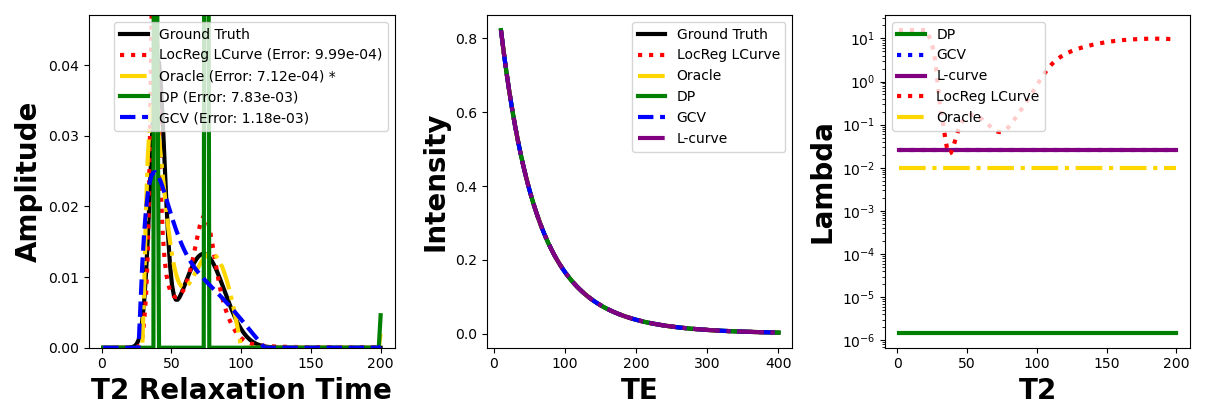 Amplitude
0.04
0.03
0.02
0.01
0.00
0
50
100
150
200
T2 Relaxation Time
Ground Truth
LocReg LCurve (Error: 9.99e-04)
Oracle (Error: 7.12e-04) *
DP (Error: 7.83e-03)
GCV (Error: 1.18e-03)
Intensity
0.8
0.6
0.4
0.2
0.0
0
100
200
300
400
TE
Ground Truth
LocReg LCurve
Oracle
DP
GCV
L-curve
Lambda
10¹
10⁰
10⁻¹
10⁻²
10⁻³
10⁻⁴
10⁻⁵
10⁻⁶
0
50
100
150
200
T2
DP
GCV
L-curve
LocReg LCurve
Oracle